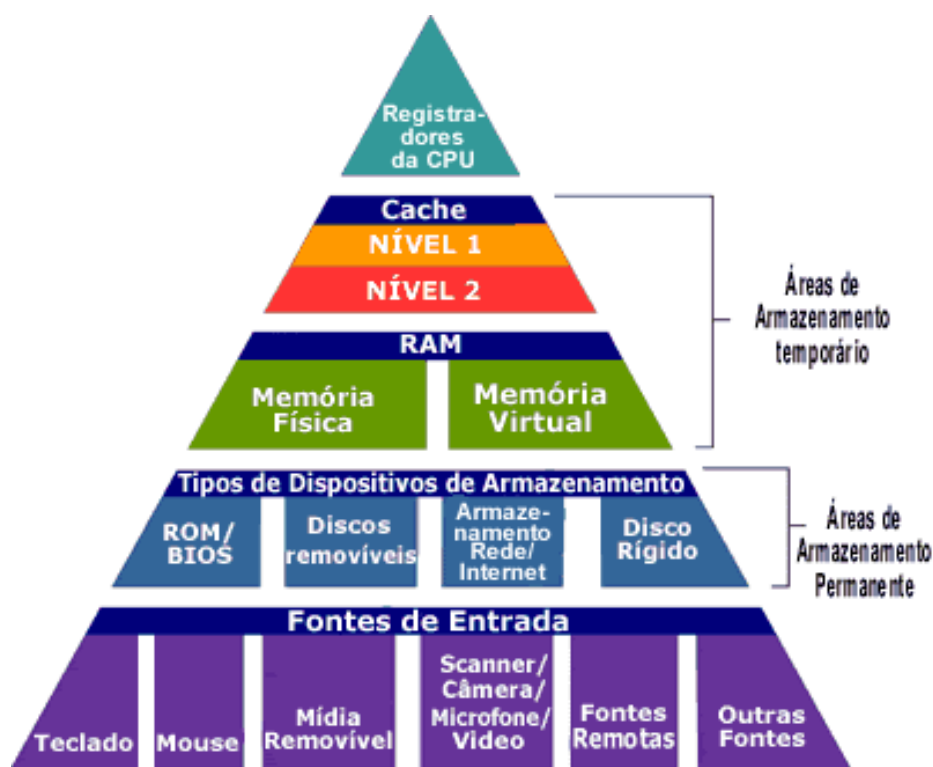 Registra-
dores
da CPU
Cache
NÍVEL 1
NÍVEL 2
RAM
Memória
Física
Memória
Virtual
Áreas de
Armazenamento
temporário
Tipos de Dispositivos de Armazenamento
ROM/
BIOS
Discos
removíveis
Armaze-
namento
Rede/
Internet
Disco
Rígido
Áreas de
Armazenamento
Permanente
Fontes de Entrada
Teclado
Mouse
Mídia
Removível
Scanner/
Câmera/
Microfone/
Video
Fontes
Remotas
Outras
Fontes